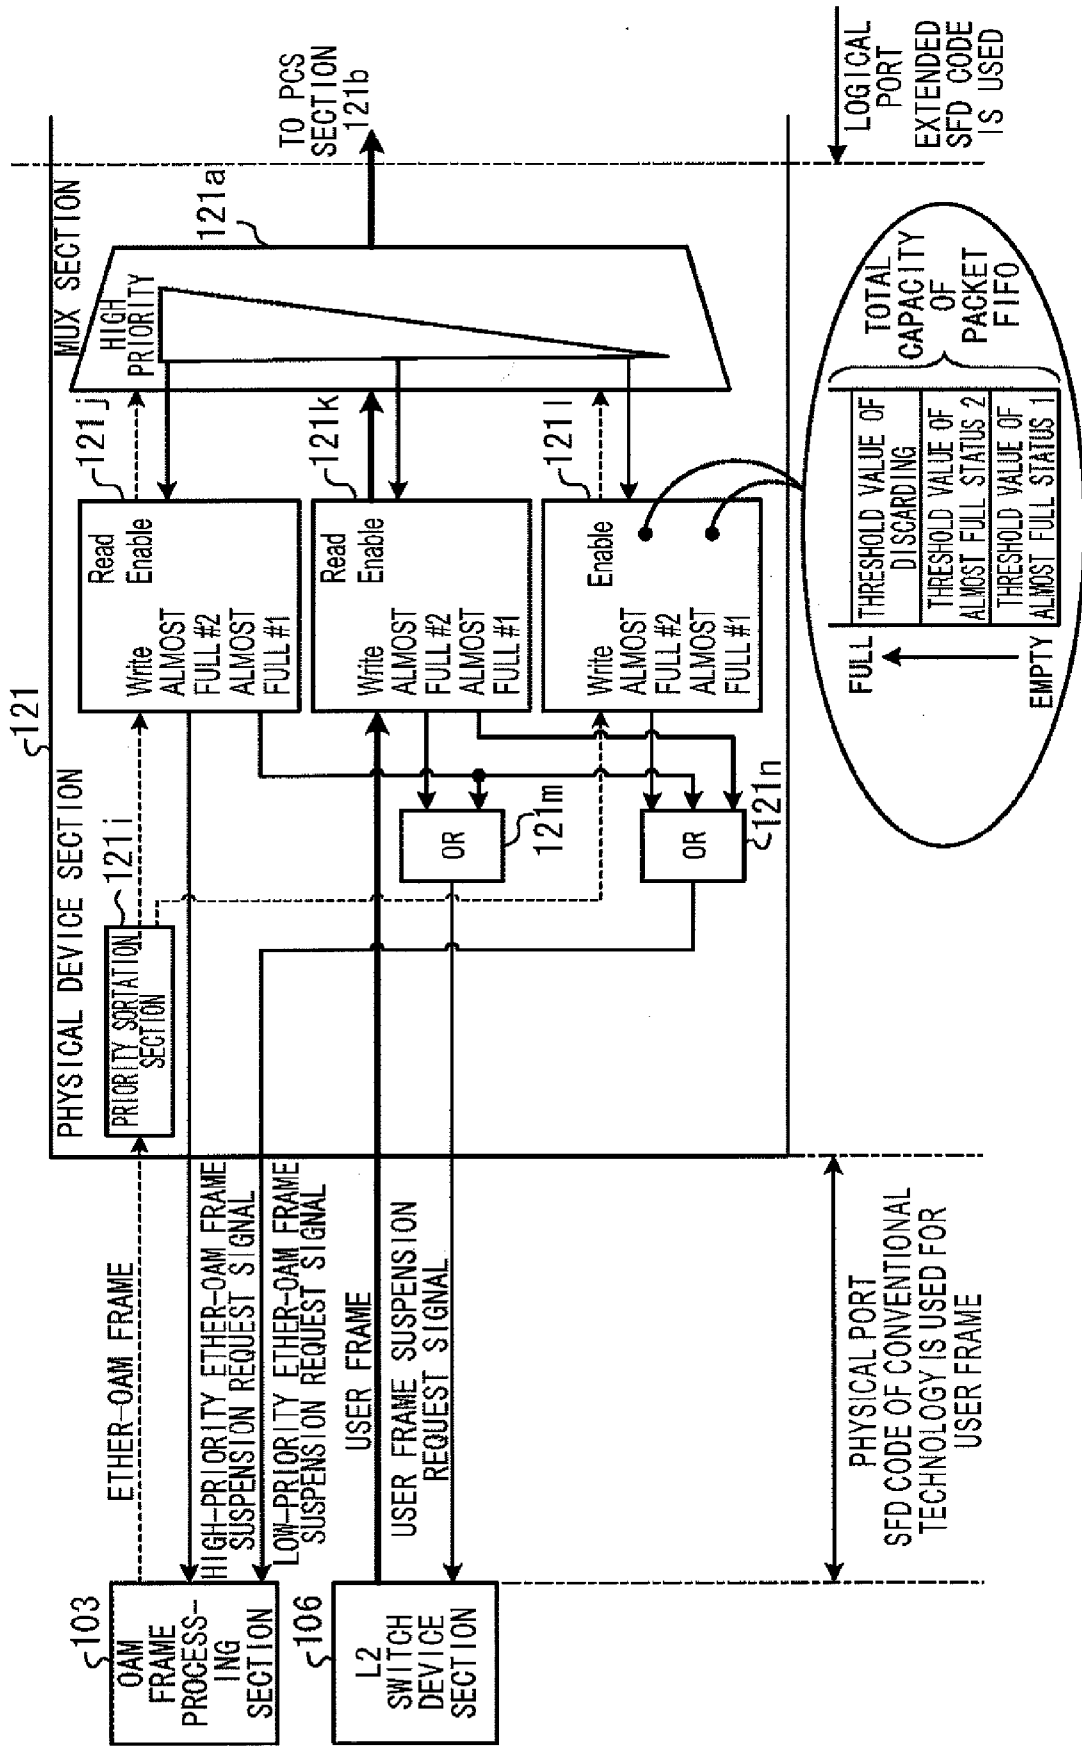 121
PHYSICAL DEVICE SECTION
MUX SECTION
103
OAM
FRAME
PROCESS-
ING
SECTION
106
L2
SWITCH
DEVICE
SECTION
ETHER-OAM FRAME
HIGH-PRIORITY ETHER-OAM FRAME
SUSPENSION REQUEST SIGNAL
LOW-PRIORITY ETHER-OAM FRAME
SUSPENSION REQUEST SIGNAL
USER FRAME
USER FRAME SUSPENSION
REQUEST SIGNAL
121i
PRIORITY SORTATION
SECTION
121j
Read
Write Enable
ALMOST
FULL #2
ALMOST
FULL #1
121k
Read
Write Enable
ALMOST
FULL #2
ALMOST
FULL #1
121l
Write Enable
ALMOST
FULL #2
ALMOST
FULL #1
OR
121m
OR
121n
121a
HIGH
PRIORITY
TO PCS
SECTION
121b
PHYSICAL PORT
SFD CODE OF CONVENTIONAL
TECHNOLOGY IS USED FOR
USER FRAME
LOGICAL
PORT
EXTENDED
SFD CODE
IS USED
FULL
EMPTY
THRESHOLD VALUE OF
DISCARDING
THRESHOLD VALUE OF
ALMOST FULL STATUS 2
THRESHOLD VALUE OF
ALMOST FULL STATUS 1
TOTAL
CAPACITY
OF
PACKET
FIFO